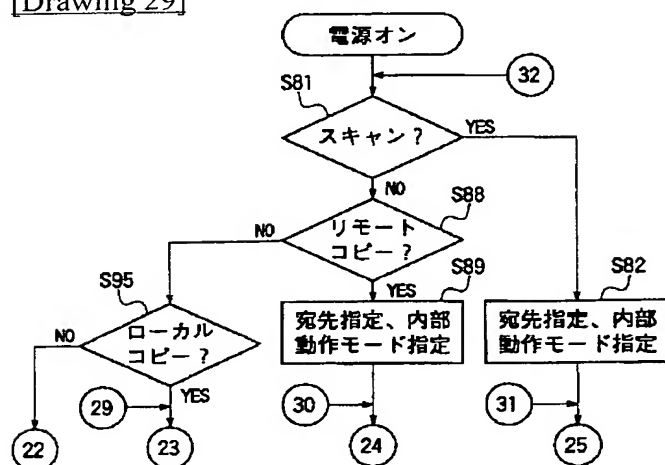 [Drawing 29]
電源オン
32
S81
スキャン?
YES
NO
S88
リモート
コピー?
NO
YES
S89
宛先指定、内部
動作モード指定
S82
宛先指定、内部
動作モード指定
S95
ローカル
コピー?
NO
YES
29
30
31
22
23
24
25